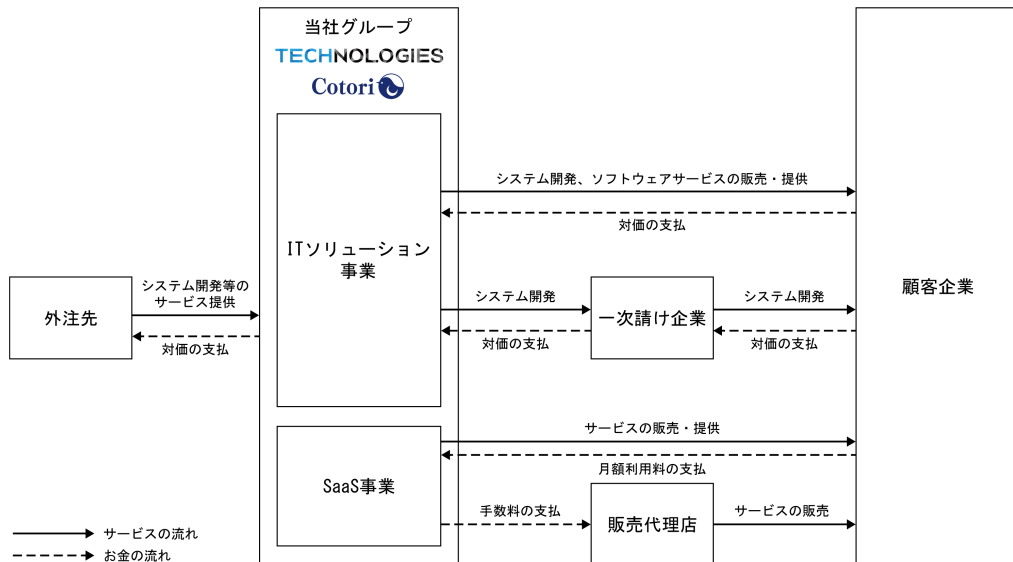 当社グループ
TECHNOLOGIES
Cotori
システム開発、ソフトウェアサービスの販売・提供
対価の支払
ITソリューション
事業
顧客企業
システム開発等の
サービス提供
外注先
対価の支払
システム開発
対価の支払
一次請け企業
システム開発
対価の支払
サービスの販売・提供
月額利用料の支払
SaaS事業
手数料の支払
販売代理店
サービスの販売
サービスの流れ
お金の流れ